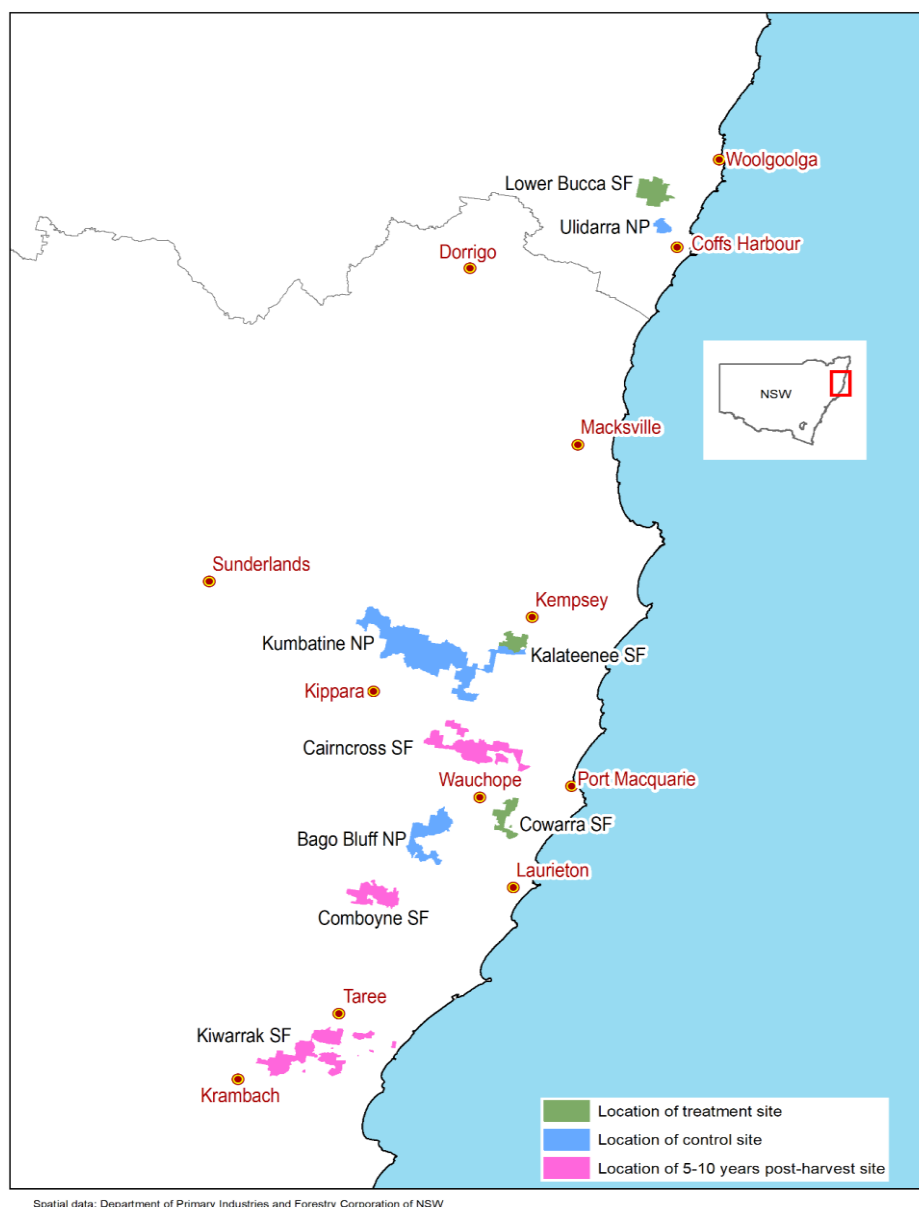 Woolgoolga
Lower Bucca SF
Ulidarra NP
Coffs Harbour
Dorrigo
NSW
Macksville
Sunderlands
Kempsey
Kumbatine NP
Kalateenee SF
Kippara
Cairncross SF
Wauchope
Port Macquarie
Cowarra SF
Bago Bluff NP
Laurieton
Comboyne SF
Taree
Kiwarrak SF
Krambach
Location of treatment site
Location of control site
Location of 5-10 years post-harvest site
Spatial data: Department of Primary Industries and Forestry Corporation of NSW